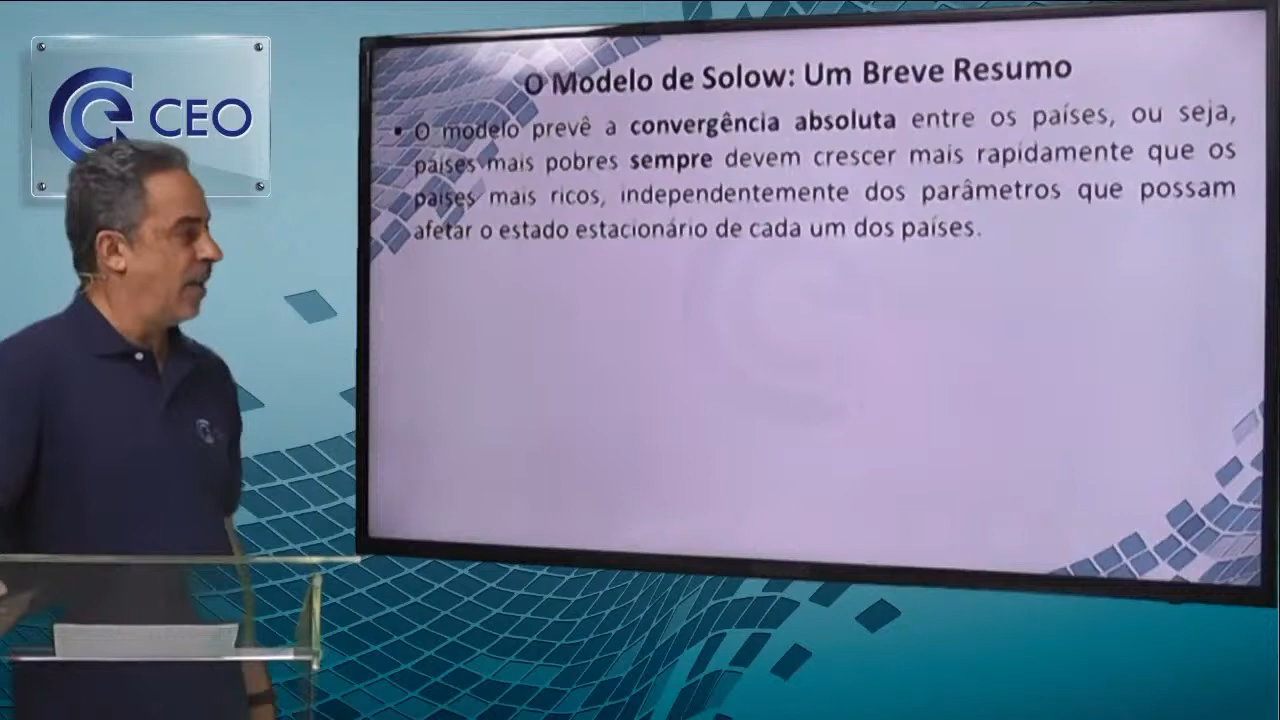 CEO
O Modelo de Solow: Um Breve Resumo
▪ O modelo prevê a convergência absoluta entre os países, ou seja,
países mais pobres sempre devem crescer mais rapidamente que os
países mais ricos, independentemente dos parâmetros que possam
afetar o estado estacionário de cada um dos países.